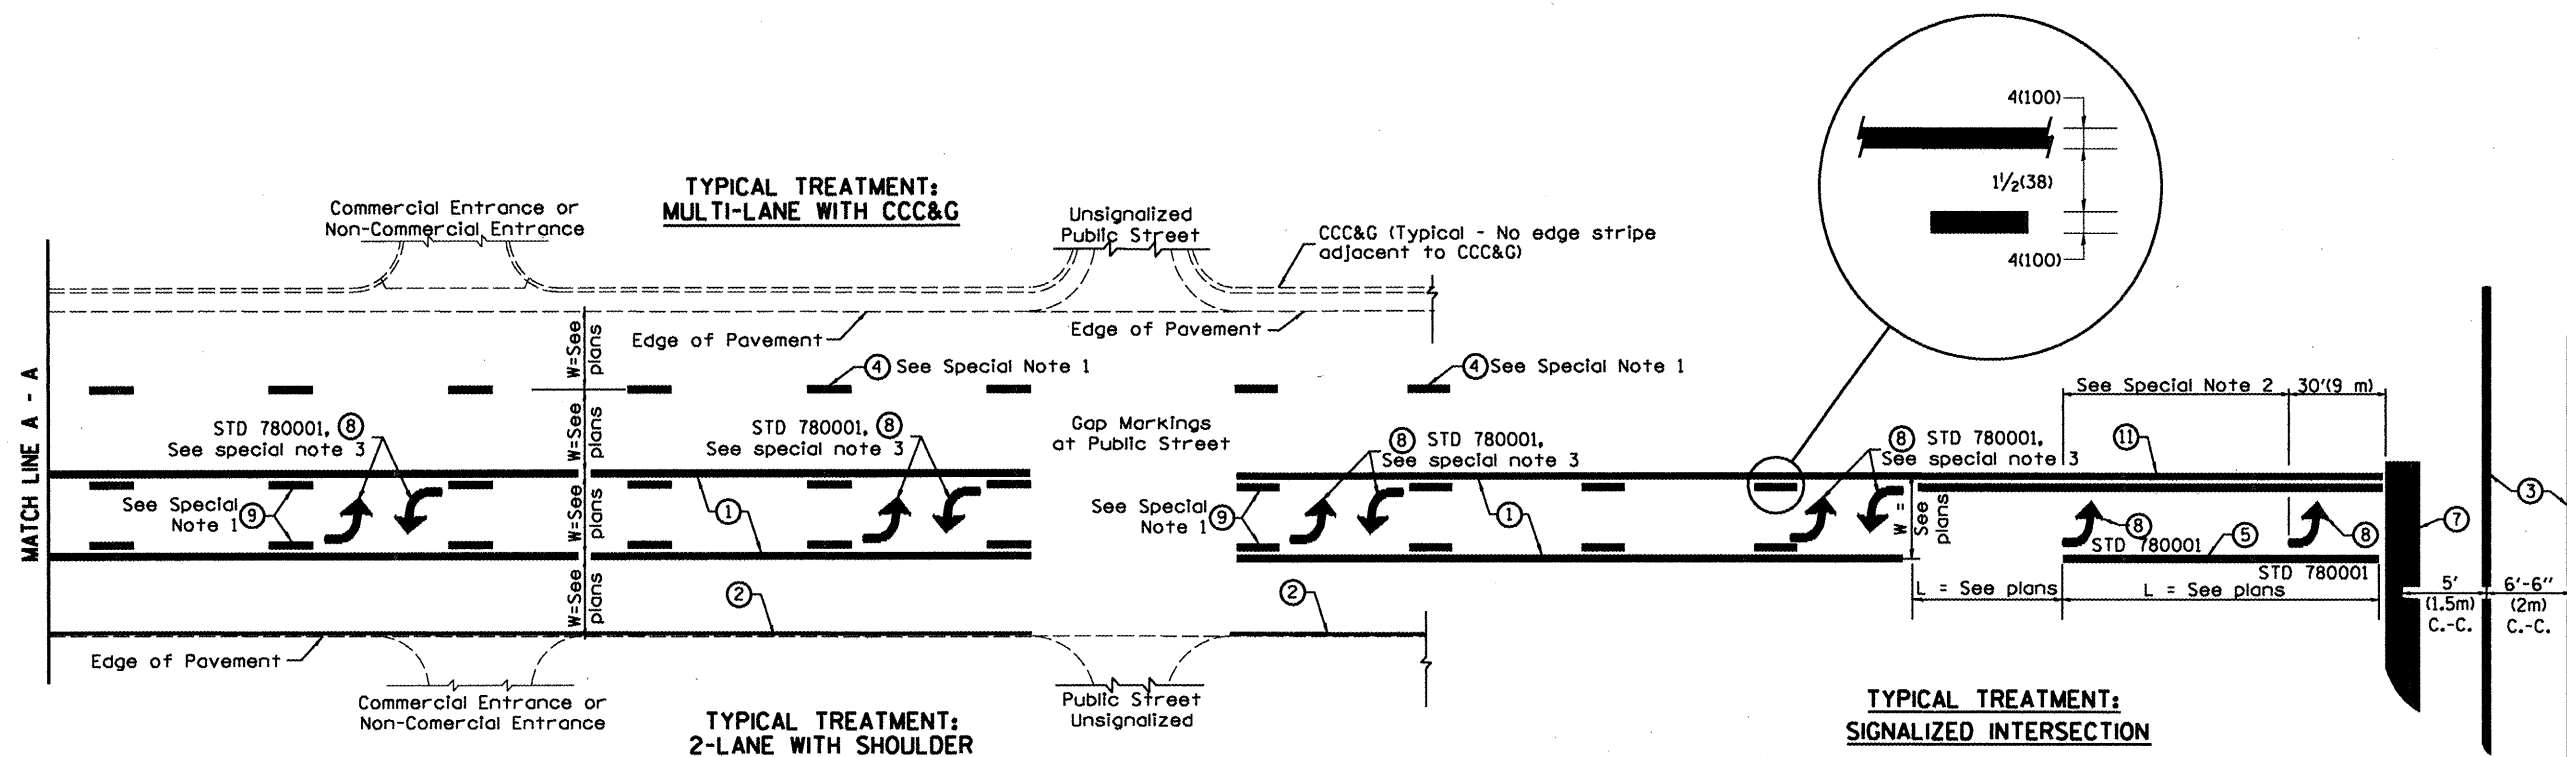 TYPICAL TREATMENT:
MULTI-LANE WITH CCC&G
Commercial Entrance or
Non-Commercial Entrance
Unsignalized
Public Street
CCC&G (Typical - No edge stripe
adjacent to CCC&G)
4(100)
1½(38)
4(100)
Edge of Pavement
Edge of Pavement
MATCH LINE A - A
W=See
plans
W=See
plans
W=See
plans
W=See
plans
4 See Special Note 1
4 See Special Note 1
STD 780001, 8
See special note 3
STD 780001, 8
See special note 3
Gap Markings
at Public Street
8 STD 780001,
See special note 3
8 STD 780001,
See special note 3
See Special Note 2
30'(9 m)
11
See Special
Note 1 9
1
See Special
Note 1 9
1
W =
See
plans
8
STD 780001
5
8
STD 780001
7
3
L = See plans
L = See plans
5'
(1.5m)
C.-C.
6'-6"
(2m)
C.-C.
2
2
Edge of Pavement
Commercial Entrance or
Non-Comercial Entrance
Public Street
Unsignalized
TYPICAL TREATMENT:
2-LANE WITH SHOULDER
TYPICAL TREATMENT:
SIGNALIZED INTERSECTION